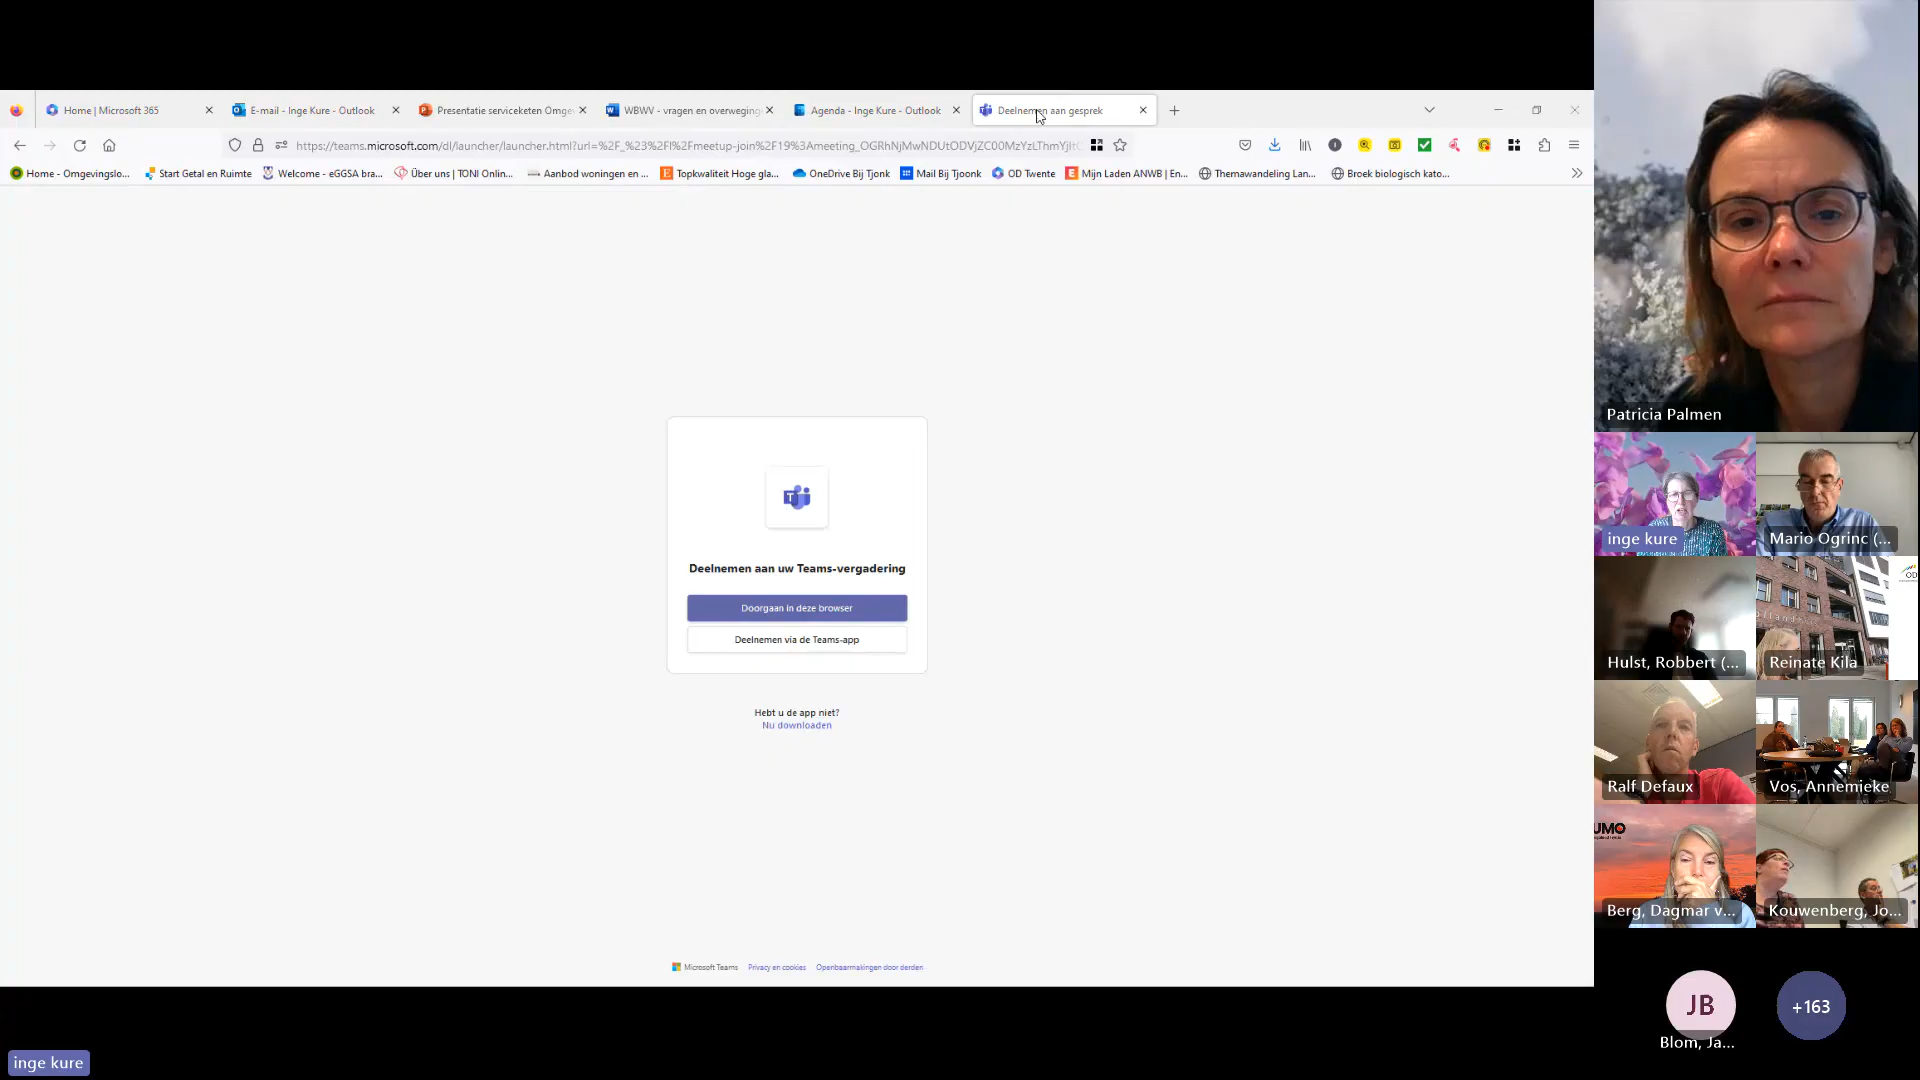 Home | Microsoft 365
E-mail - Inge Kure - Outlook
Presentatie serviceketen Omge
WBWV - vragen en overweging
Agenda - Inge Kure - Outlook
Deelnemen aan gesprek
https://teams.microsoft.com/dl/launcher/launcher.html?url=%2F_%23%2Fl%2Fmeetup-join%2F19%3Ameeting_
Home - Omgevingslo...
Start Getal en Ruimte
Welcome - eGGSA bra...
Über uns | TONI Onlin...
Aanbod woningen en ...
Topkwaliteit Hoge gla...
OneDrive Bij Tjonk
Mail Bij Tjoonk
OD Twente
Mijn Laden ANWB | En...
Themawandeling Lan...
Broek biologisch kato...
Deelnemen aan uw Teams-vergadering
Doorgaan in deze browser
Deelnemen via de Teams-app
Hebt u de app niet?
Nu downloaden
Microsoft Teams
Privacy en cookies
Openbaarmakingen door derden
Patricia Palmen
inge kure
Mario Ogrinc (...
Hulst, Robbert (...
OD
Reinate Kila
Ralf Defaux
Vos, Annemieke
UMO
Berg, Dagmar v...
Kouwenberg, Jo...
JB
Blom, Ja...
+163
inge kure